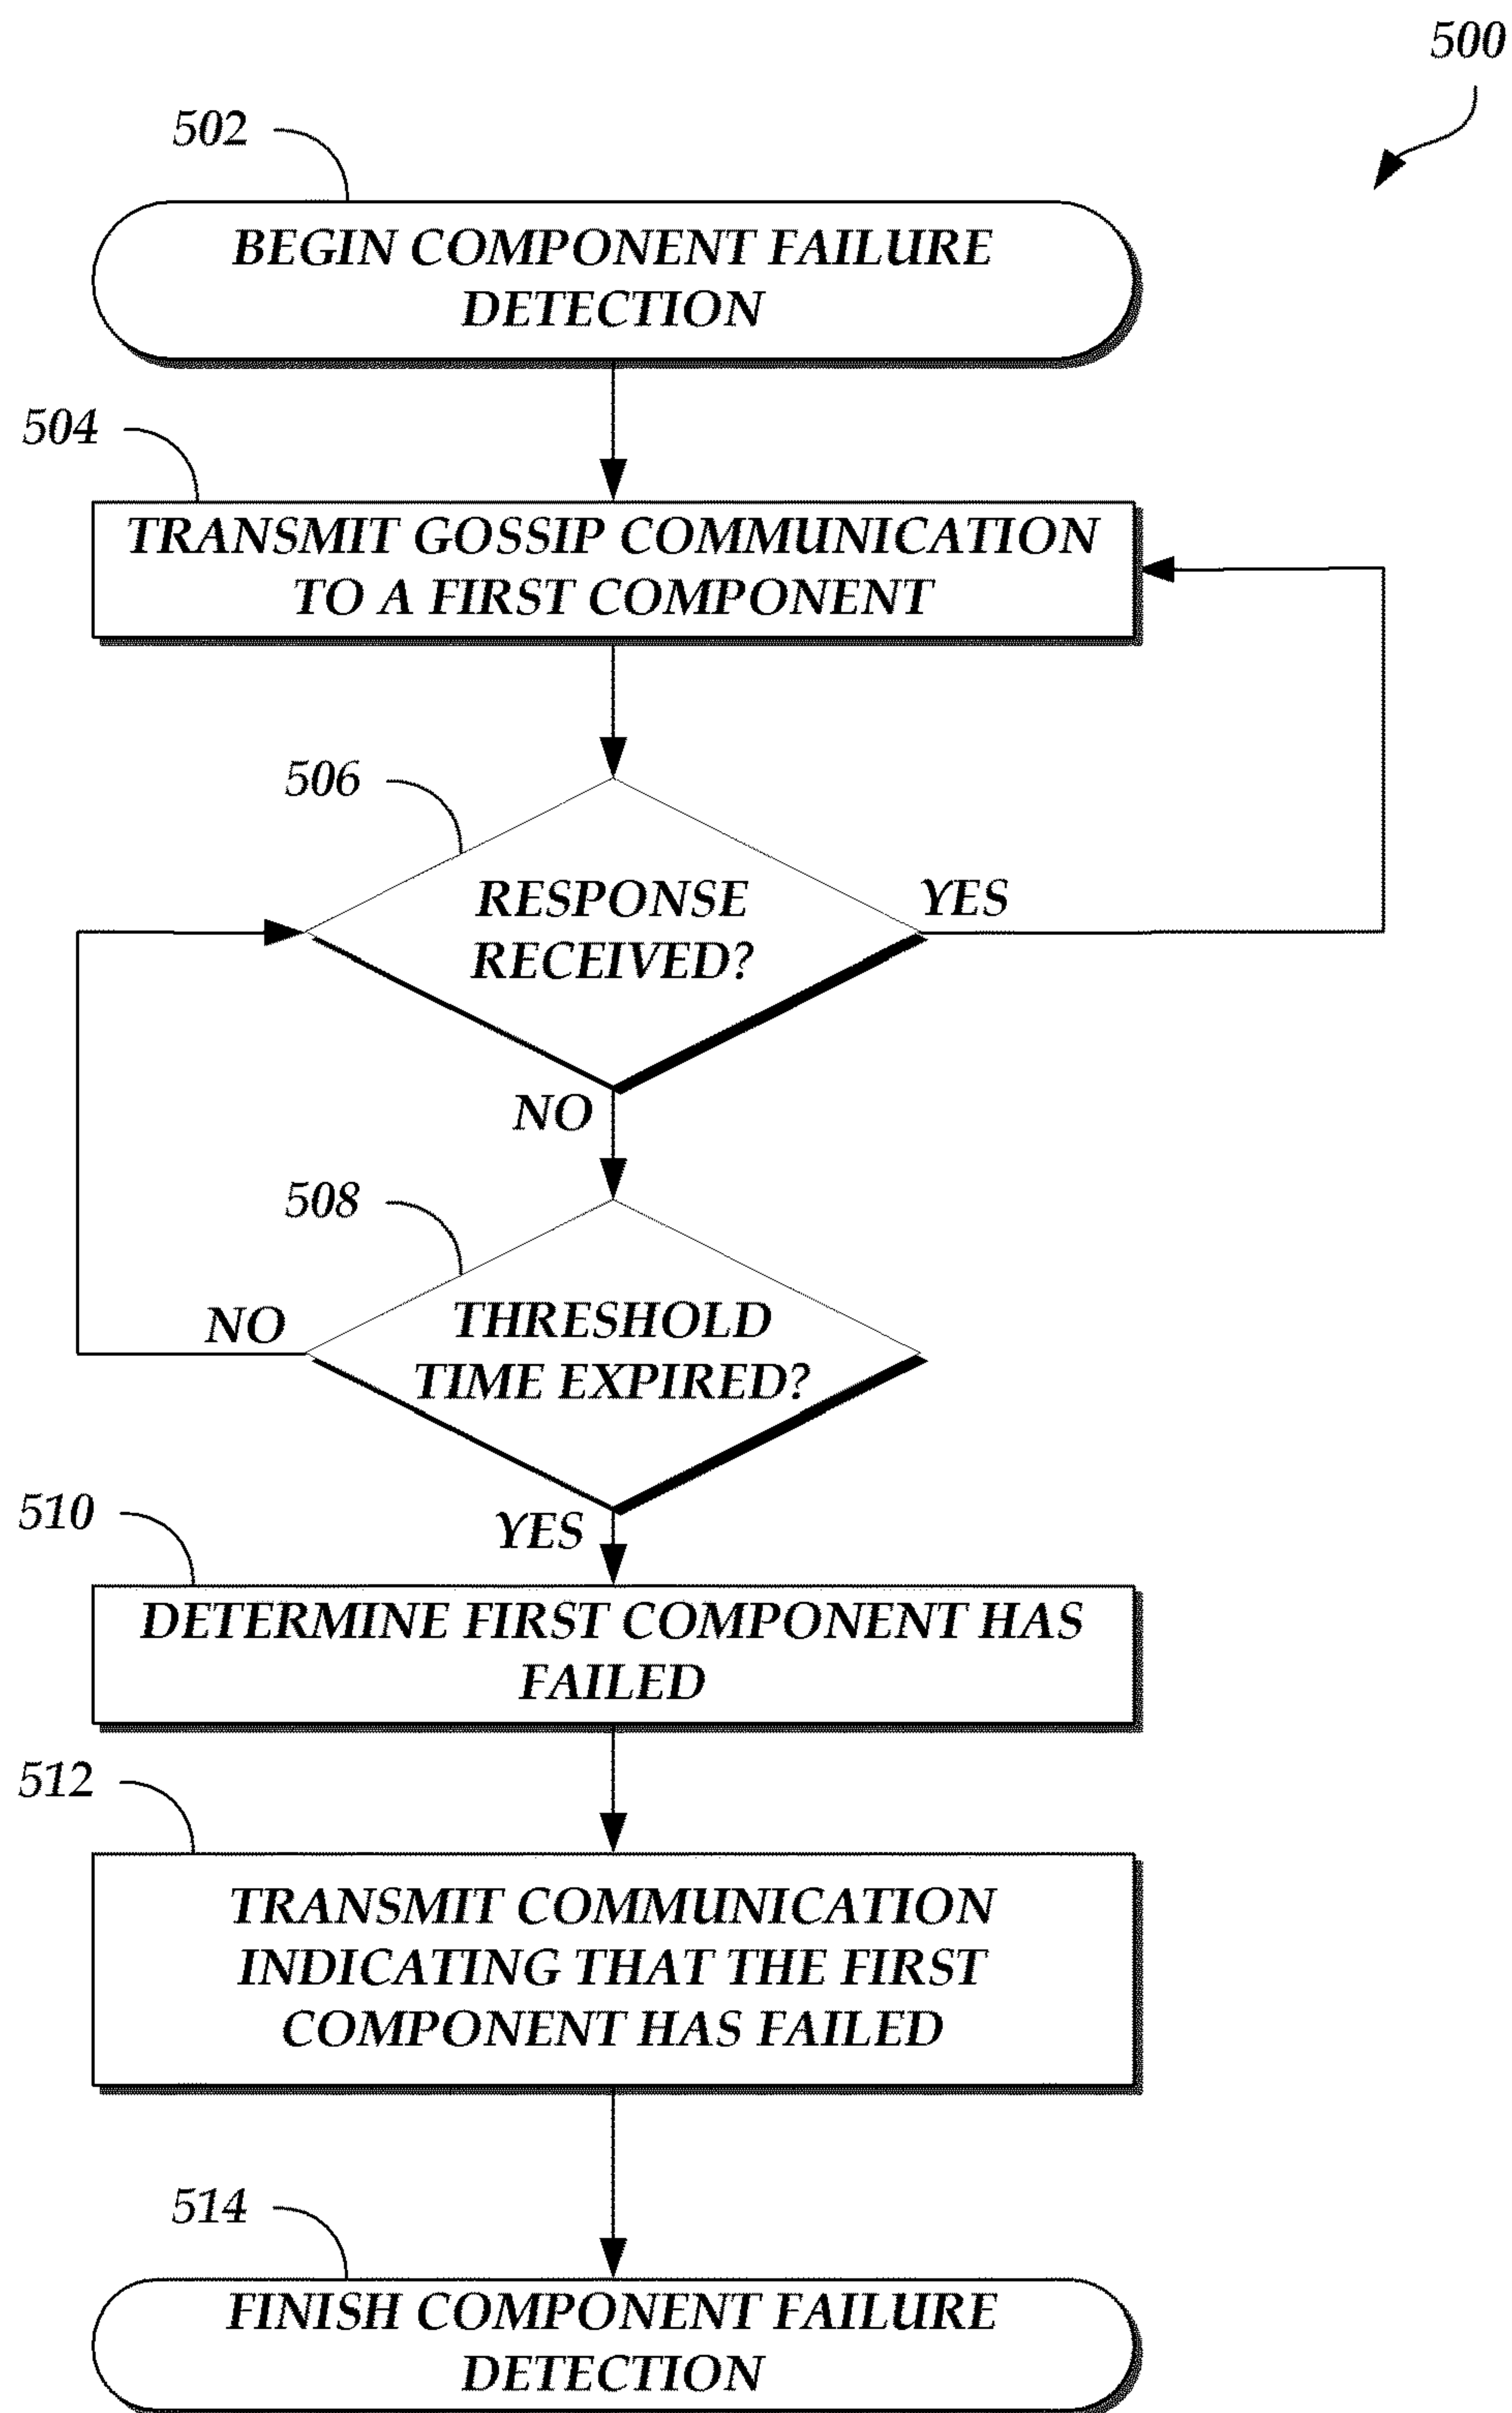 500
502
BEGIN COMPONENT FAILURE
DETECTION
504
TRANSMIT GOSSIP COMMUNICATION
TO A FIRST COMPONENT
506
RESPONSE
RECEIVED?
YES
NO
508
THRESHOLD
TIME EXPIRED?
NO
YES
510
DETERMINE FIRST COMPONENT HAS
FAILED
512
TRANSMIT COMMUNICATION
INDICATING THAT THE FIRST
COMPONENT HAS FAILED
514
FINISH COMPONENT FAILURE
DETECTION